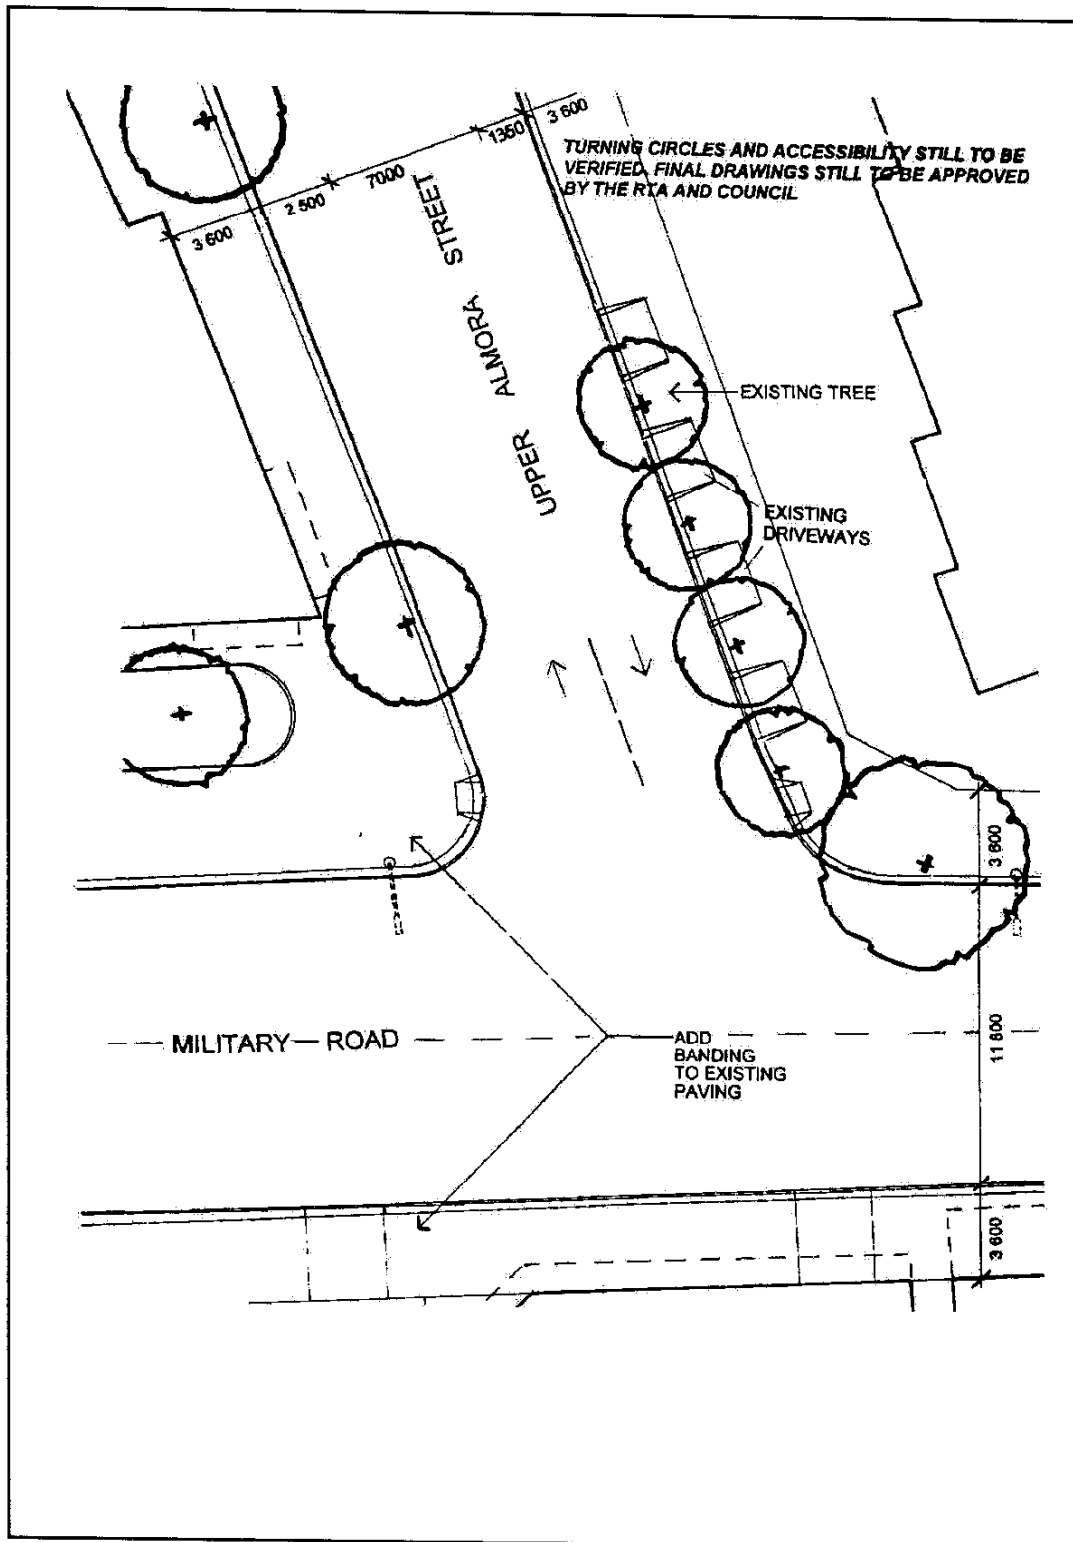 3 600
2 500
7000
1350
3 600
TURNING CIRCLES AND ACCESSIBILITY STILL TO BE
VERIFIED. FINAL DRAWINGS STILL TO BE APPROVED
BY THE RTA AND COUNCIL
UPPER ALMORA STREET
EXISTING TREE
EXISTING
DRIVEWAYS
3 600
MILITARY ROAD
ADD
BANDING
TO EXISTING
PAVING
11 800
3 600